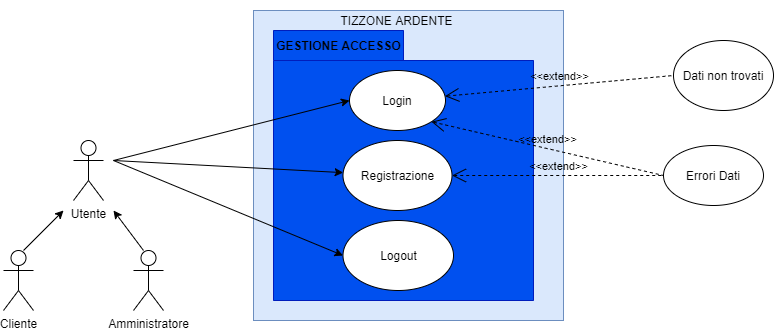 TIZZONE ARDENTE
GESTIONE ACCESSO
Login
<<extend>>
Dati non trovati
<<extend>>
<<extend>>
Registrazione
Errori Dati
Utente
Logout
Cliente
Amministratore